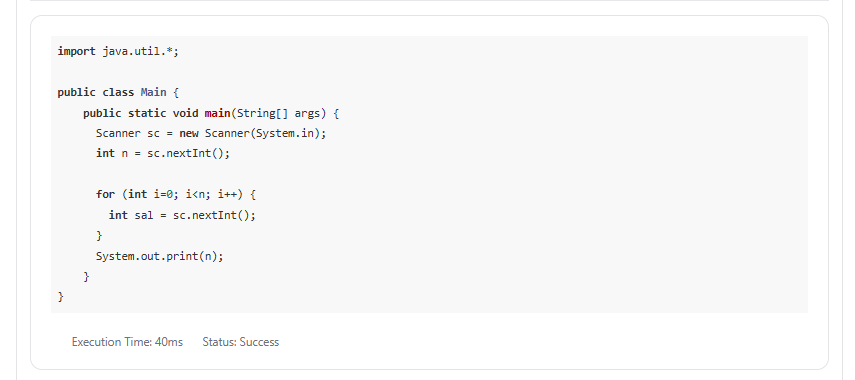 import java.util.*;
public class Main {
public static void main(String[] args) {
Scanner sc = new Scanner(System.in);
int n = sc.nextInt();
for (int i=0; i<n; i++) {
int sal = sc.nextInt();
}
System.out.print(n);
}
}
Execution Time: 40ms Status: Success